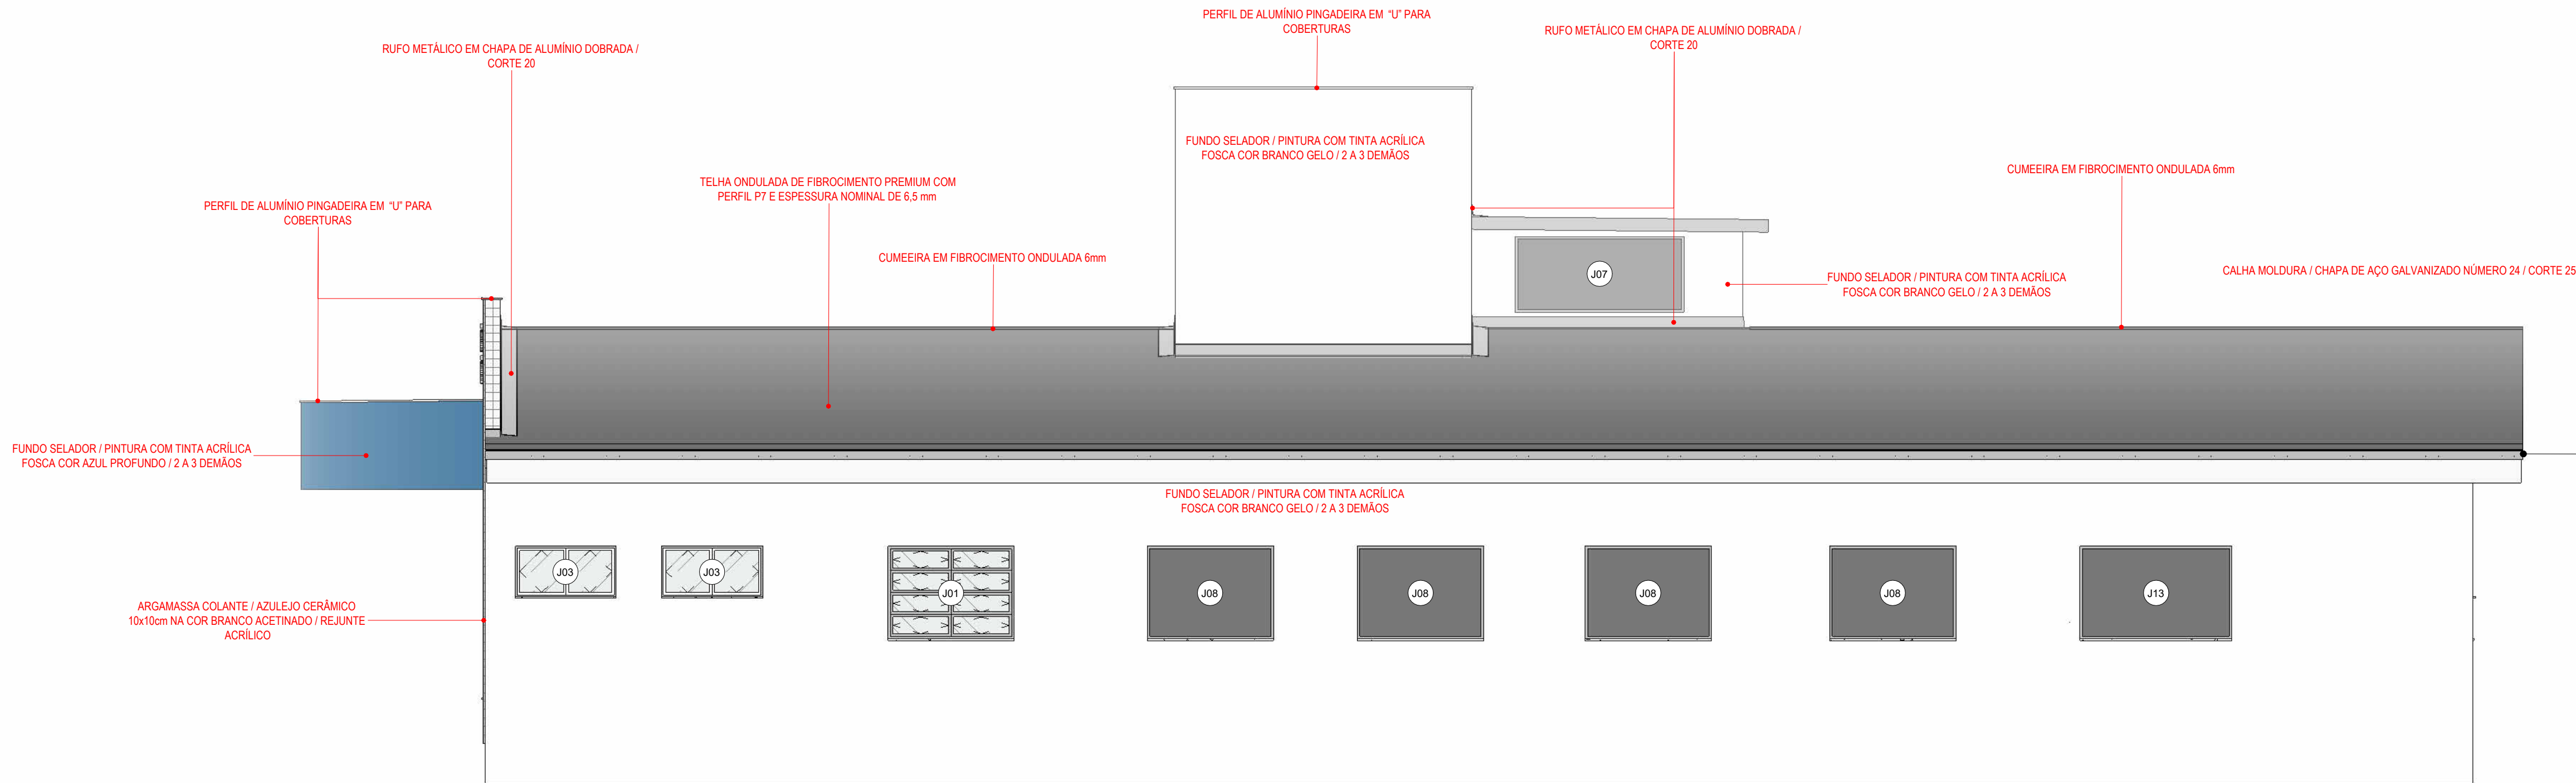 PERFIL DE ALUMÍNIO PINGADEIRA EM “U” PARA
COBERTURAS
RUFO METÁLICO EM CHAPA DE ALUMÍNIO DOBRADA /
CORTE 20
RUFO METÁLICO EM CHAPA DE ALUMÍNIO DOBRADA /
CORTE 20
FUNDO SELADOR / PINTURA COM TINTA ACRÍLICA
FOSCA COR BRANCO GELO / 2 A 3 DEMÃOS
CUMEEIRA EM FIBROCIMENTO ONDULADA 6mm
TELHA ONDULADA DE FIBROCIMENTO PREMIUM COM
PERFIL P7 E ESPESSURA NOMINAL DE 6,5 mm
PERFIL DE ALUMÍNIO PINGADEIRA EM “U” PARA
COBERTURAS
CUMEEIRA EM FIBROCIMENTO ONDULADA 6mm
J07
FUNDO SELADOR / PINTURA COM TINTA ACRÍLICA
FOSCA COR BRANCO GELO / 2 A 3 DEMÃOS
CALHA MOLDURA / CHAPA DE AÇO GALVANIZADO NÚMERO 24 / CORTE 25
FUNDO SELADOR / PINTURA COM TINTA ACRÍLICA
FOSCA COR AZUL PROFUNDO / 2 A 3 DEMÃOS
FUNDO SELADOR / PINTURA COM TINTA ACRÍLICA
FOSCA COR BRANCO GELO / 2 A 3 DEMÃOS
J03
J03
J01
J08
J08
J08
J08
J13
ARGAMASSA COLANTE / AZULEJO CERÂMICO
10x10cm NA COR BRANCO ACETINADO / REJUNTE
ACRÍLICO